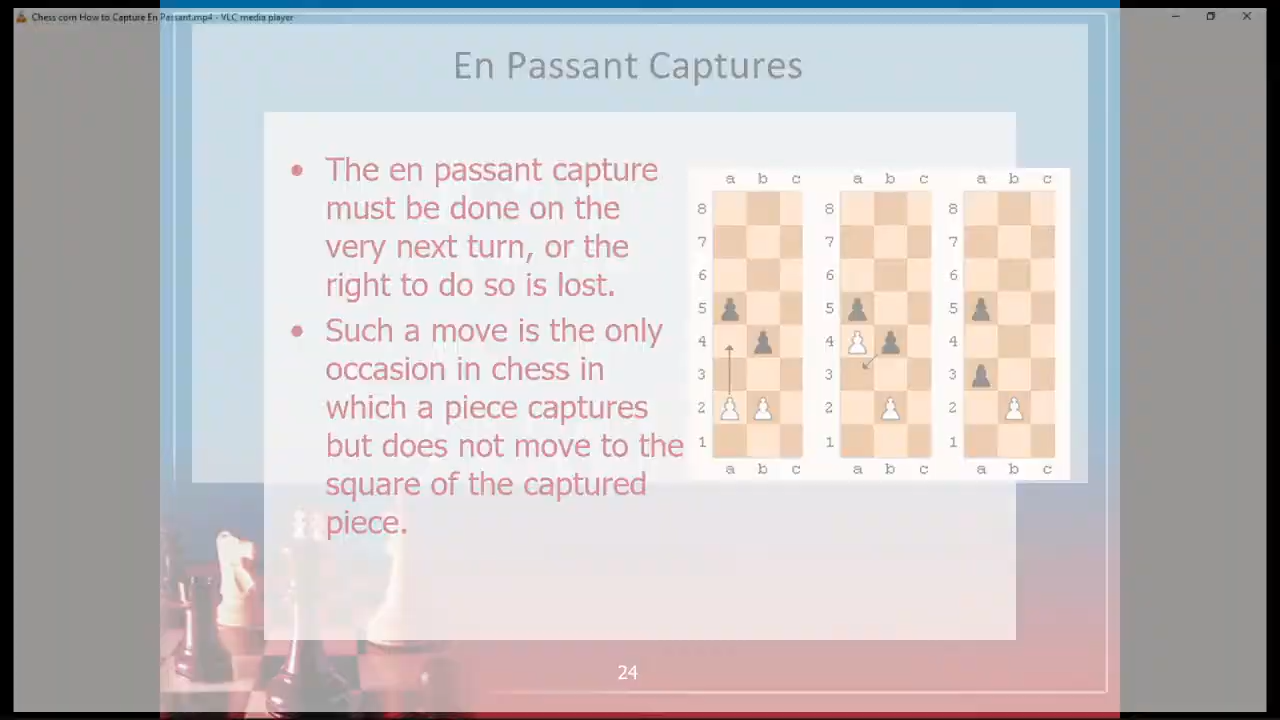 Chess com How to Capture En Passant.mp4 - VLC media player
En Passant Captures
• The en passant capture
must be done on the
very next turn, or the
right to do so is lost.
• Such a move is the only
occasion in chess in
which a piece captures
but does not move to the
square of the captured
piece.
a b c a b c a b c
8 8 8
7 7 7
6 6 6
5 5 5
4 4 4
3 3 3
2 2 2
1 1 1
a b c a b c a b c
24